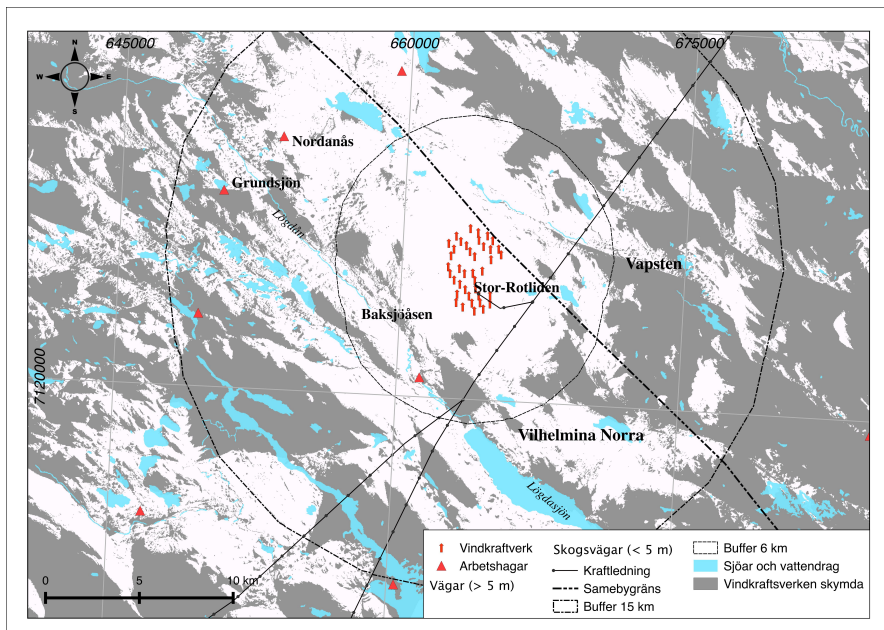 645000
660000
675000
N
W E
S
Nordanås
Grundsjön
Lögdån
Vapsten
Stor-Rotliden
Baksjöåsen
7120000
Vilhelmina Norra
Lögdasjön
0 5 10 km
Vindkraftverk
Arbetshagar
Vägar (> 5 m)
Skogsvägar (< 5 m)
Kraftledning
Samebygräns
Buffer 15 km
Buffer 6 km
Sjöar och vattendrag
Vindkraftsverken skymda